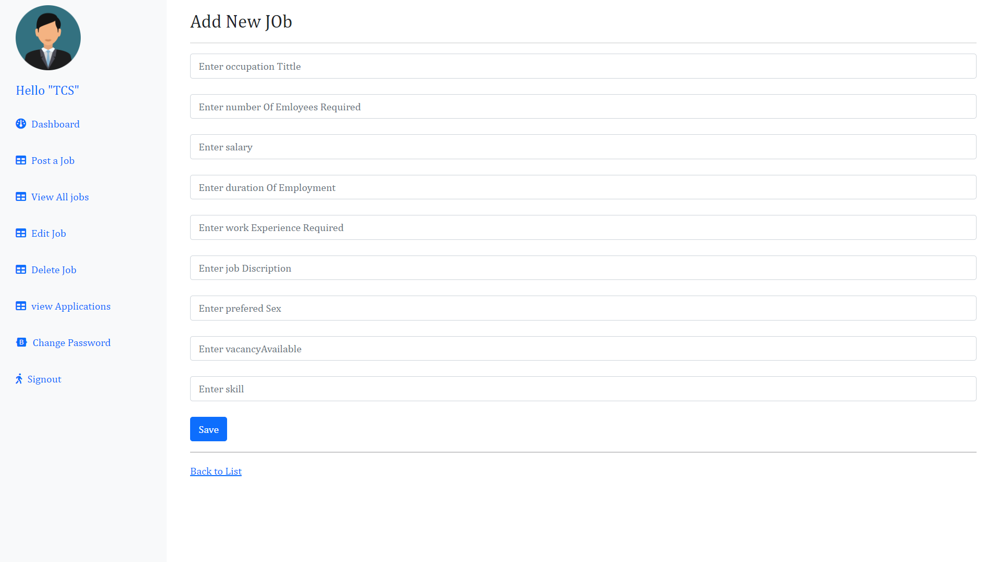 Hello "TCS"
Dashboard
Post a Job
View All jobs
Edit Job
Delete Job
view Applications
B
Change Password
Signout
Add New JOb
Enter occupation Tittle
Enter number Of Emloyees Required
Enter salary
Enter duration Of Employment
Enter work Experience Required
Enter job Discription
Enter prefered Sex
Enter vacancyAvailable
Enter skill
Save
Back to List